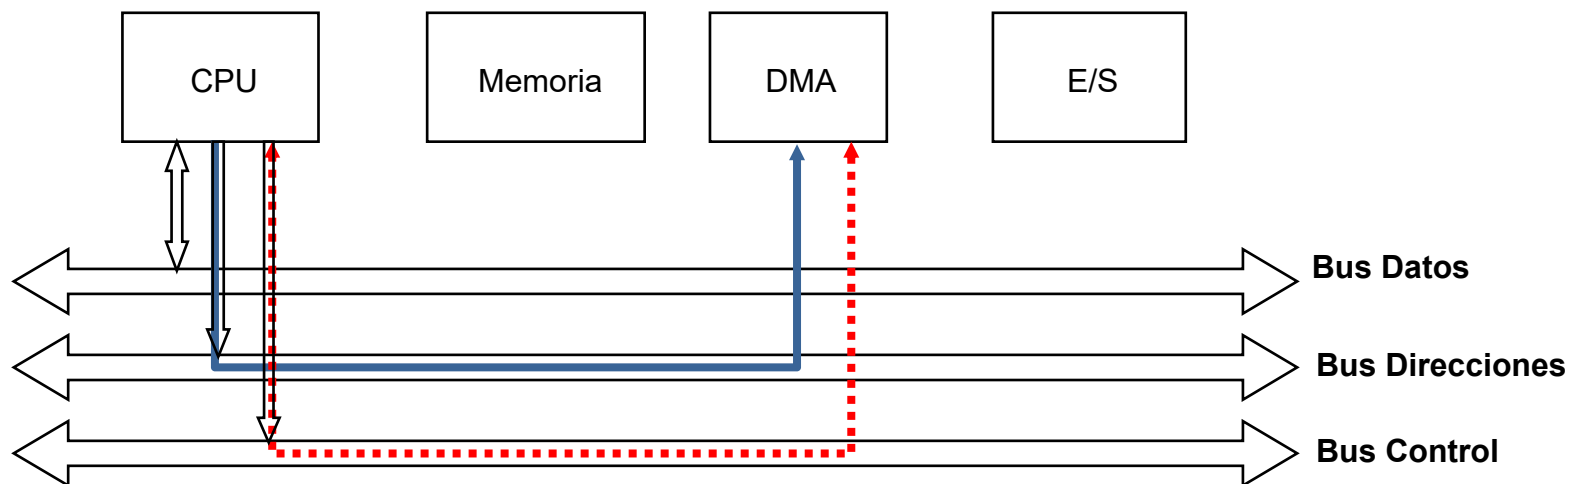 CPU
Memoria
DMA
E/S
Bus Datos
Bus Direcciones
Bus Control